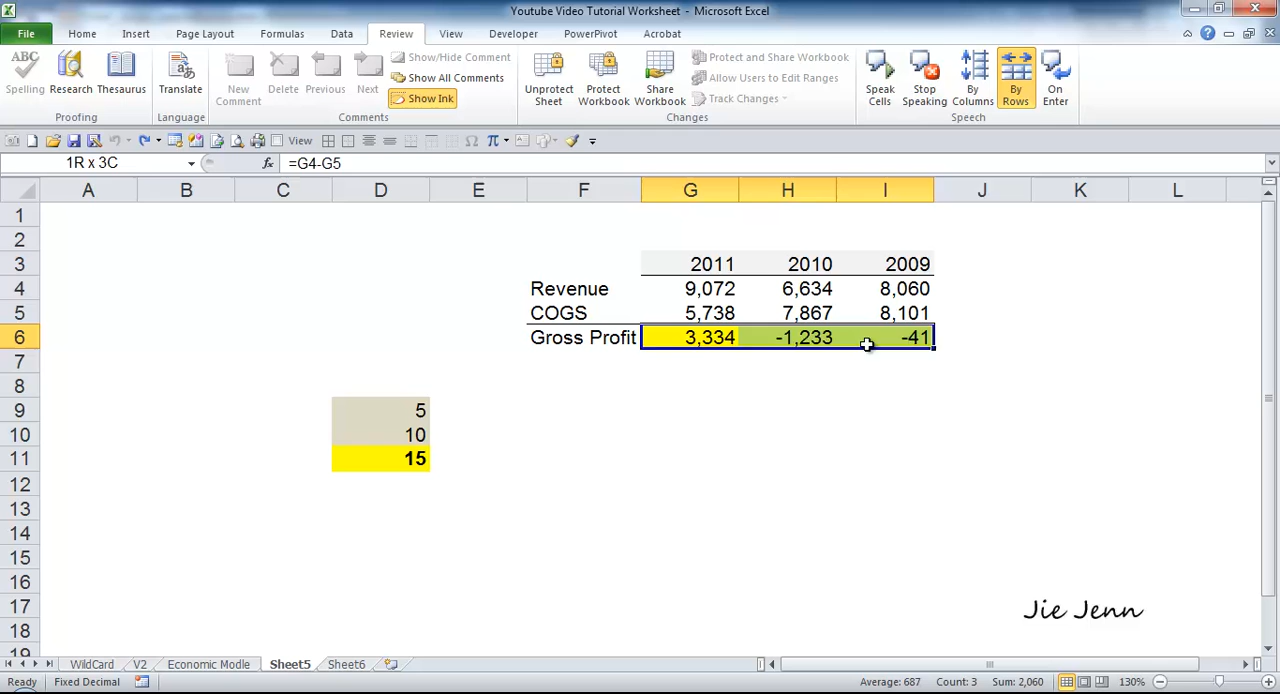 Youtube Video Tutorial Worksheet - Microsoft Excel
File Home Insert Page Layout Formulas Data Review View Developer PowerPivot Acrobat
ABC
Spelling Research Thesaurus
Proofing
Translate
Language
New Comment Delete Previous Next
Show/Hide Comment
Show All Comments
Show Ink
Comments
Unprotect Sheet Protect Workbook Share Workbook
Protect and Share Workbook
Allow Users to Edit Ranges
Track Changes
Changes
Speak Cells Stop Speaking By Columns By Rows On Enter
Speech
View Ω π
1R x 3C fx =G4-G5
A B C D E F G H I J K L
1
2
3 2011 2010 2009
4 Revenue 9,072 6,634 8,060
5 COGS 5,738 7,867 8,101
6 Gross Profit 3,334 -1,233 -41
7
8
9 5
10 10
11 15
12
13
14
15
16
17 Jie Jenn
18
19
WildCard V2 Economic Modle Sheet5 Sheet6
Ready Fixed Decimal Average: 687 Count: 3 Sum: 2,060 130%